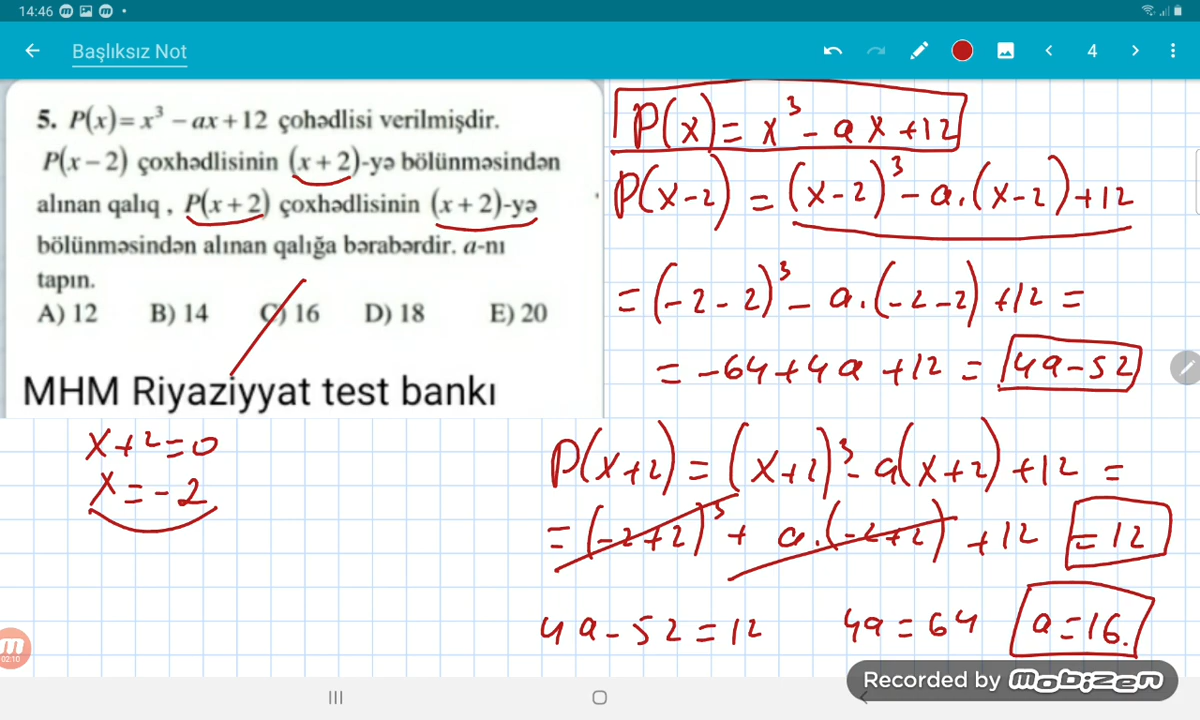 14:46
Başlıksız Not
4
5. P(x)=x³ – ax+12 çohədlisi verilmişdir.
P(x–2) çoxhədlisinin (x+2)-yə bölünməsindən
alınan qalıq , P(x+2) çoxhədlisinin (x+2)-yə
bölünməsindən alınan qalığa bərabərdir. a-nı
tapın.
A) 12 B) 14 C) 16 D) 18 E) 20
MHM Riyaziyyat test bankı
x+2=0
x=-2
P(x)=x³-ax+12
P(x-2)=(x-2)³-a.(x-2)+12
=(-2-2)³-a.(-2-2)+12=
=-64+4a+12=4a-52
P(x+2)=(x+2)³-a(x+2)+12=
=(-2+2)³+a.(-2+2)+12=12
4a-52=12 4a=64 a=16.
m
02:10
Recorded by mobizen